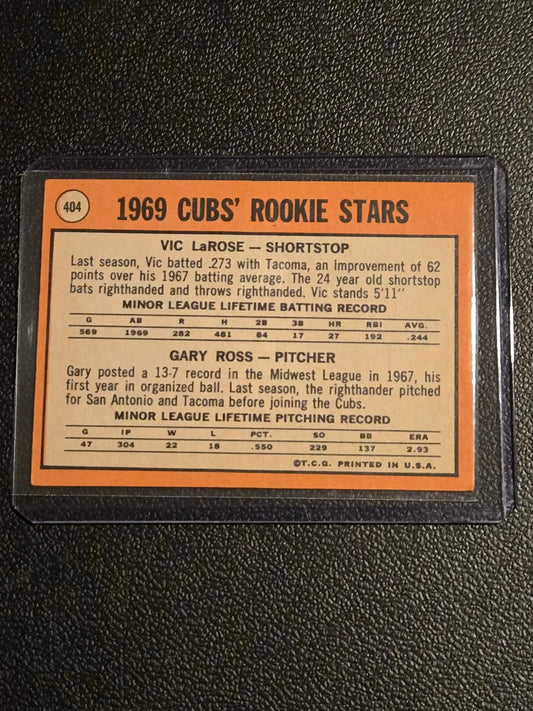 404
1969 CUBS' ROOKIE STARS
VIC LaROSE — SHORTSTOP
Last season, Vic batted .273 with Tacoma, an improvement of 62
points over his 1967 batting average. The 24 year old shortstop
bats righthanded and throws righthanded. Vic stands 5'11"
MINOR LEAGUE LIFETIME BATTING RECORD
G AB R H 2B 3B HR RBI AVG.
569 1969 282 481 64 17 27 192 .244
GARY ROSS — PITCHER
Gary posted a 13-7 record in the Midwest League in 1967, his
first year in organized ball. Last season, the righthander pitched
for San Antonio and Tacoma before joining the Cubs.
MINOR LEAGUE LIFETIME PITCHING RECORD
G IP W L PCT. SO BB ERA
47 304 22 18 .550 229 137 2.93
©T.C.G. PRINTED IN U.S.A.